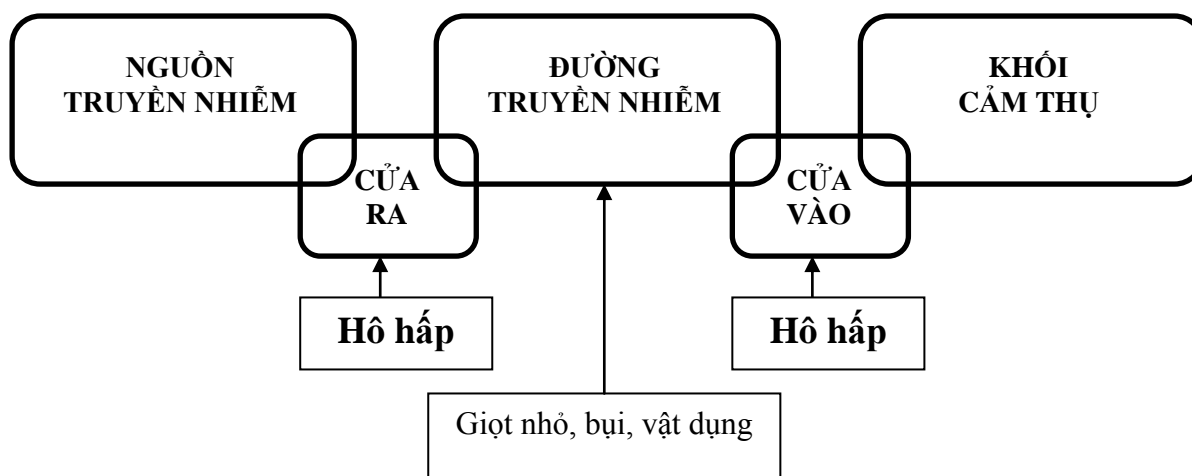 NGUỒN
TRUYỀN NHIỄM
ĐƯỜNG
TRUYỀN NHIỄM
KHỐI
CẢM THỤ
CỬA
RA
CỬA
VÀO
Hô hấp
Hô hấp
Giọt nhỏ, bụi, vật dụng